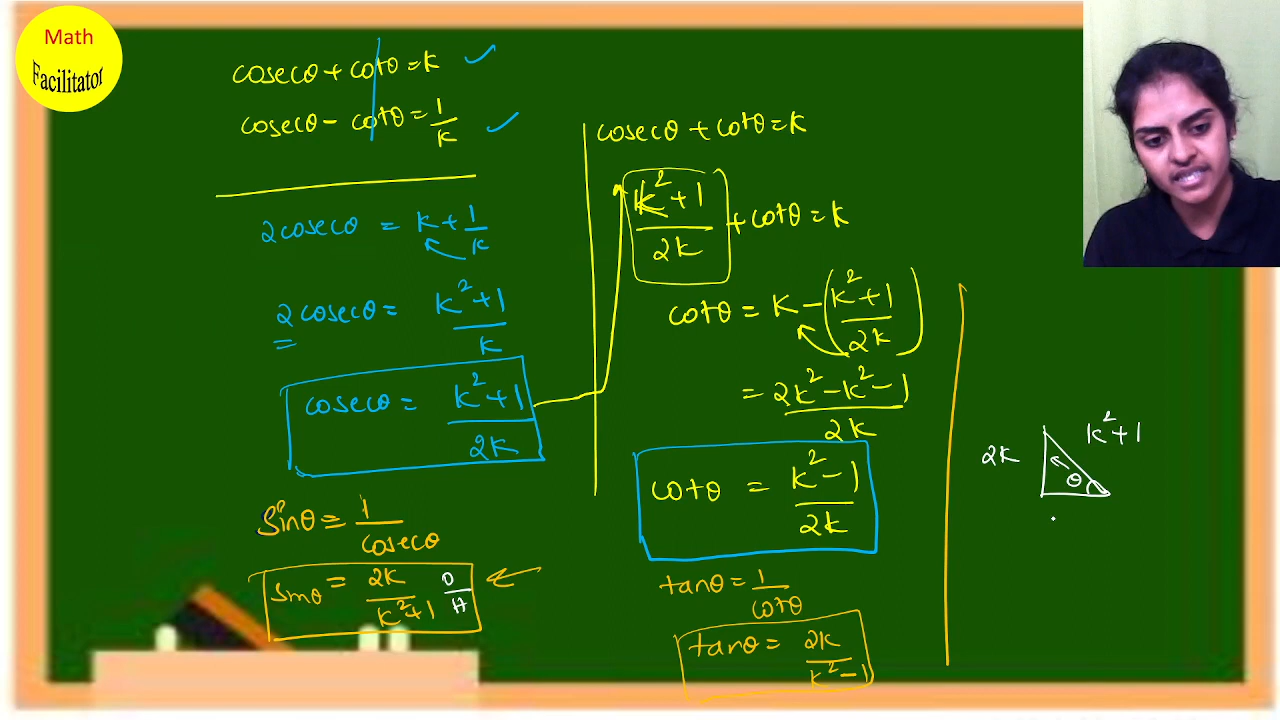 Math
Facilitator
cosecθ + cotθ = k ✓
cosecθ - cotθ = 1/k ✓
2cosecθ = k + 1/k
2cosecθ = k²+1/k
cosecθ = k²+1/2k
sinθ = 1/cosecθ
sinθ = 2k/k²+1 O/H
cosecθ + cotθ = k
k²+1/2k + cotθ = k
cotθ = k - (k²+1/2k)
= 2k²-k²-1/2k
cotθ = k²-1/2k
tanθ = 1/cotθ
tanθ = 2k/k²-1
2k
k²+1
θ